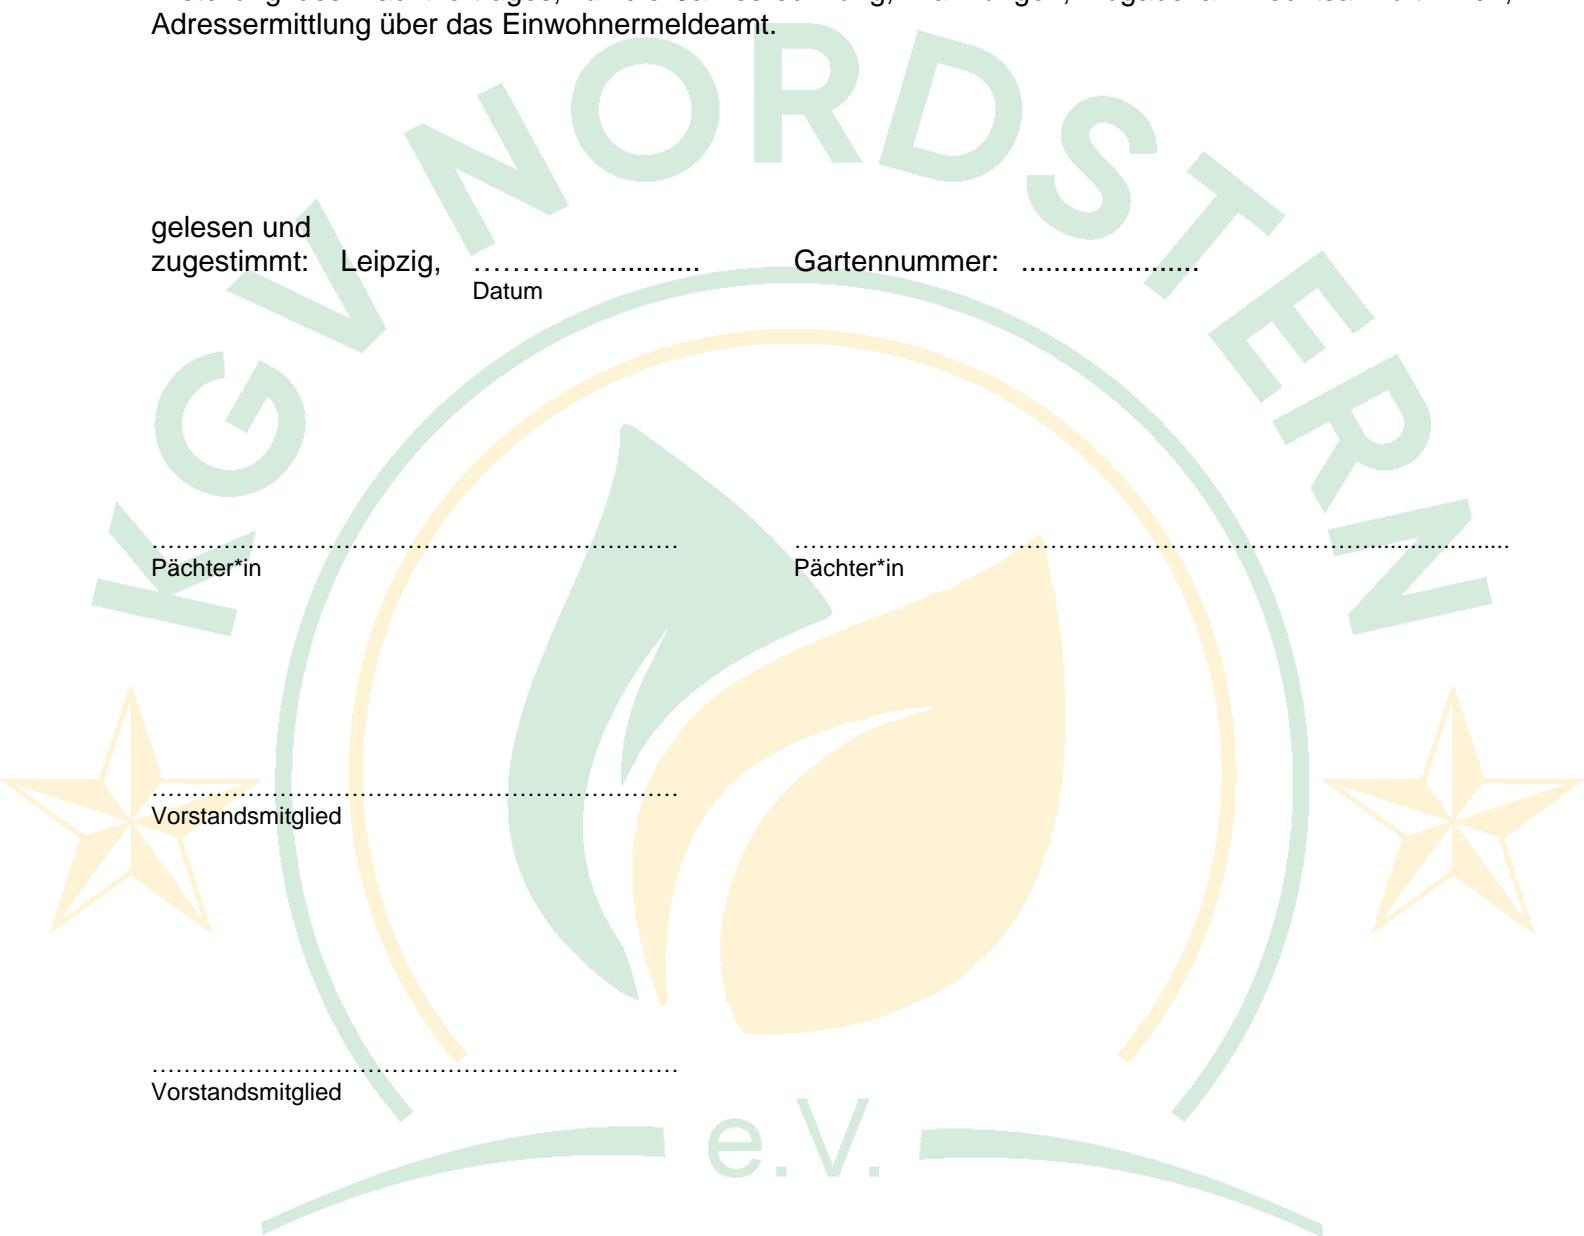 Adressermittlung über das Einwohnermeldeamt.
KGV NORDSTERN
gelesen und
zugestimmt: Leipzig, ……………......... Gartennummer: ......................
Datum
………………………………………………………… ………………………………………………………………..................
Pächter*in Pächter*in
…………………………………………………………
Vorstandsmitglied
…………………………………………………………
Vorstandsmitglied
e.V.